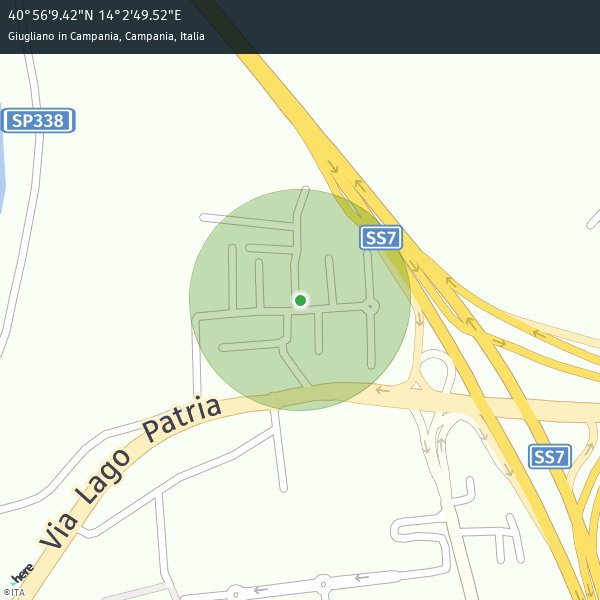 40°56'9.42"N 14°2'49.52"E
Giugliano in Campania, Campania, Italia
SP338
SS7
Via Lago Patria
SS7
here
©ITA